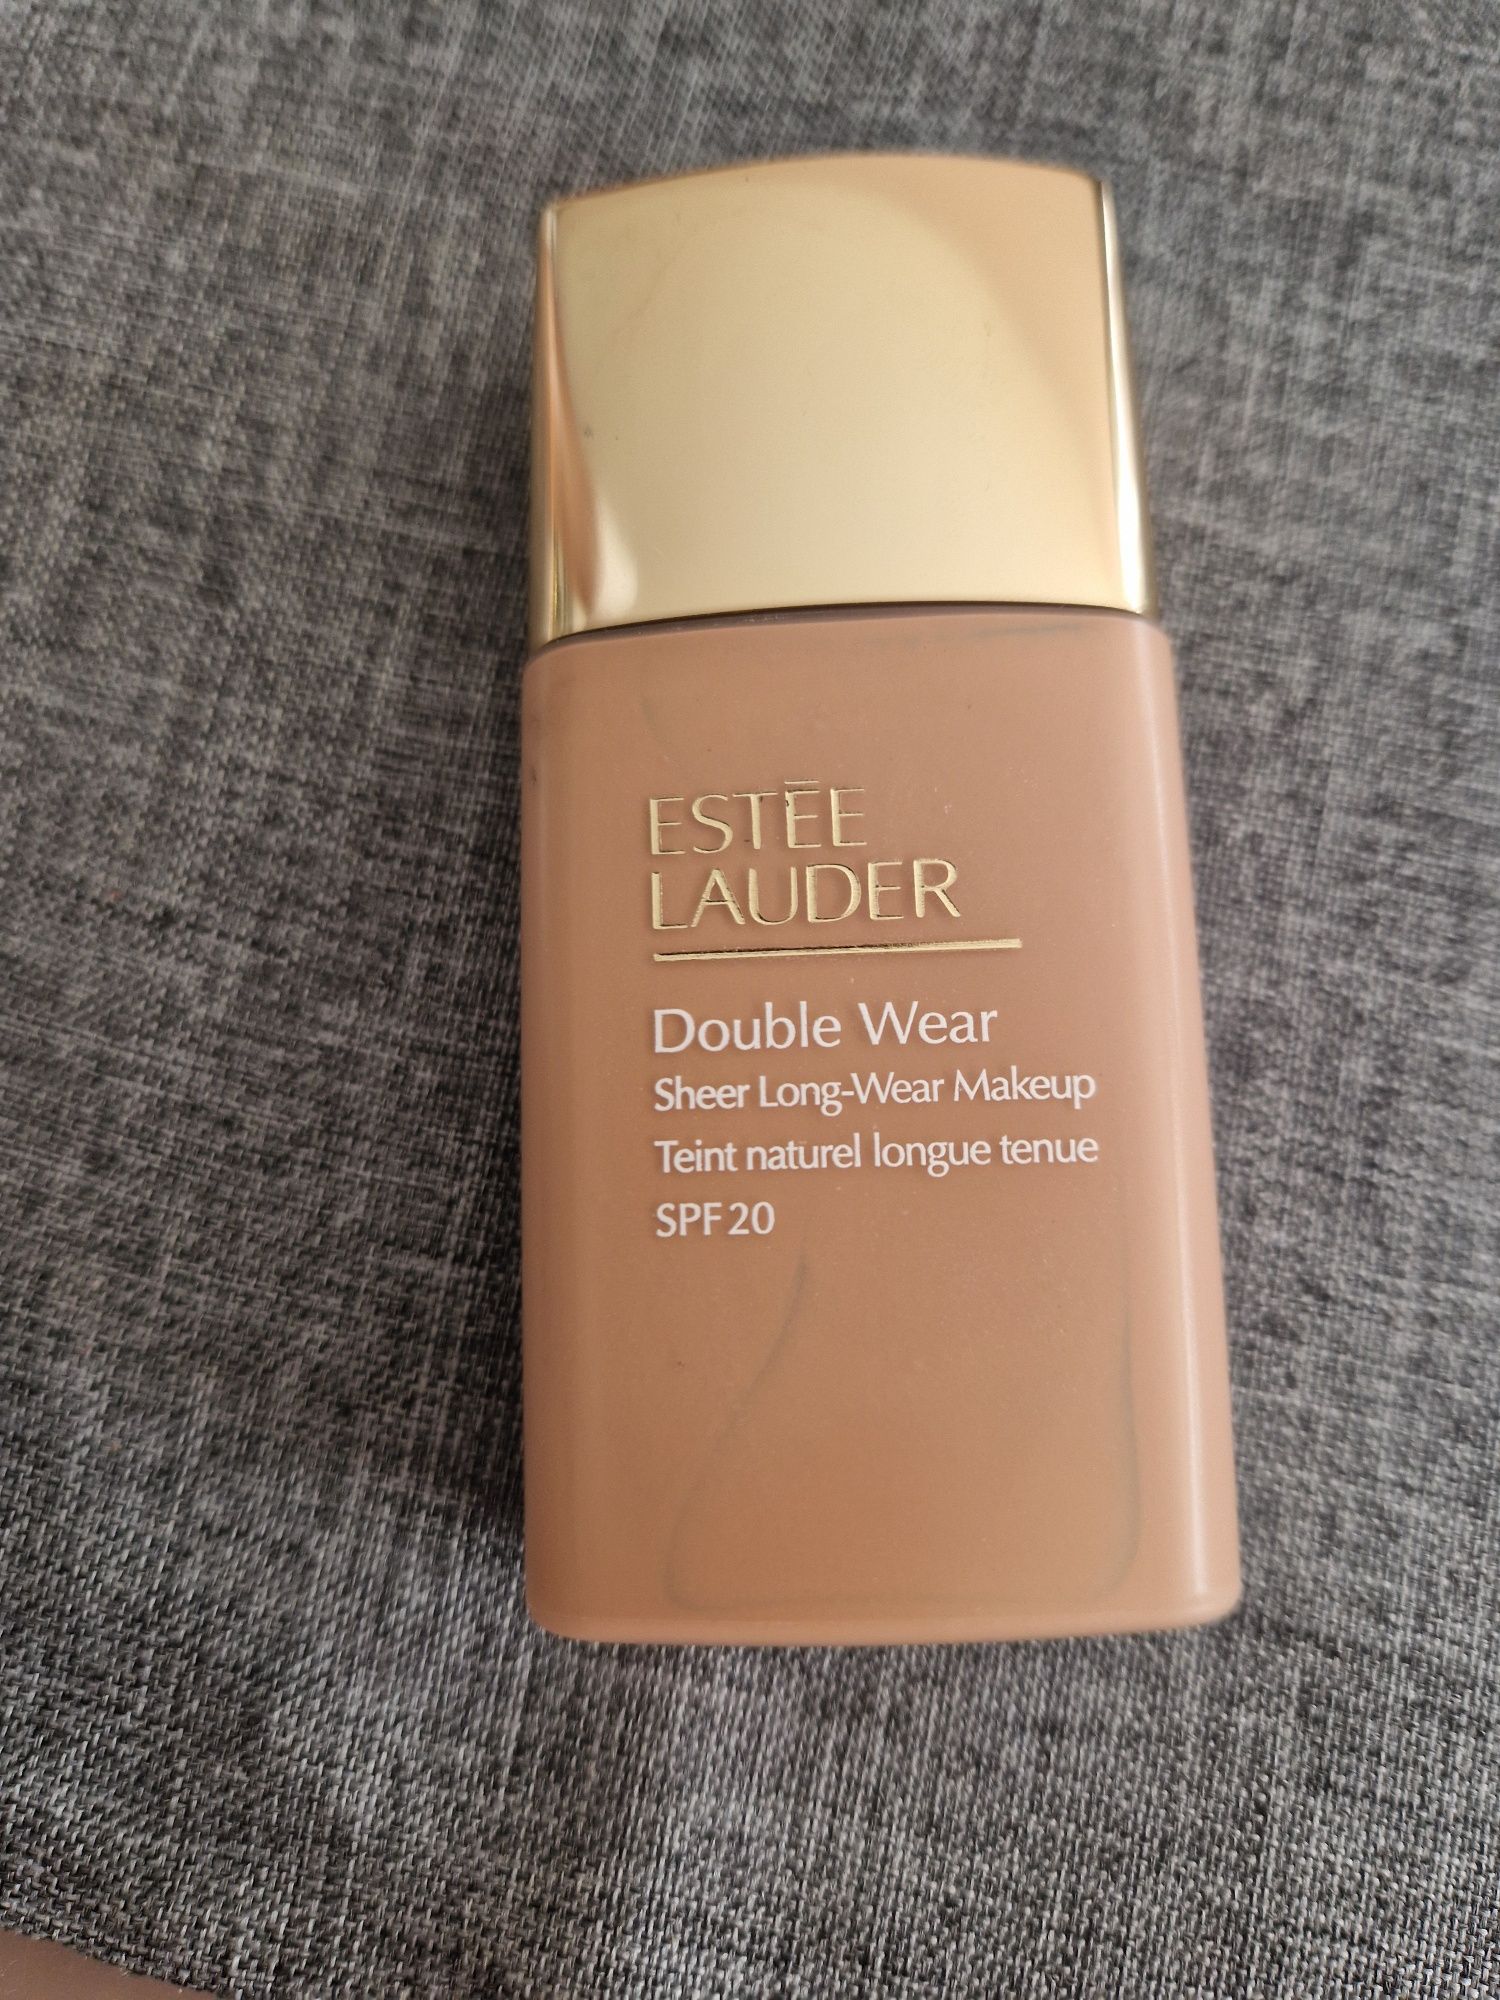 ESTĒE
LAUDER
Double Wear
Sheer Long-Wear Makeup
Teint naturel longue tenue
SPF 20